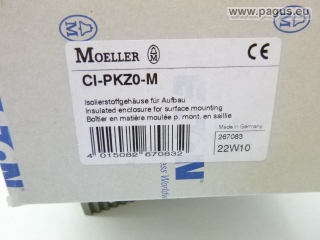 www.pagus.eu
MOELLER
CE
CI-PKZ0-M
Isolierstoffgehäuse für Aufbau
Insulated enclosure for surface mounting
Boîtier en matière moulée p. mont. en saillie
Made in Germany
267083
22W10
4 015082 670832